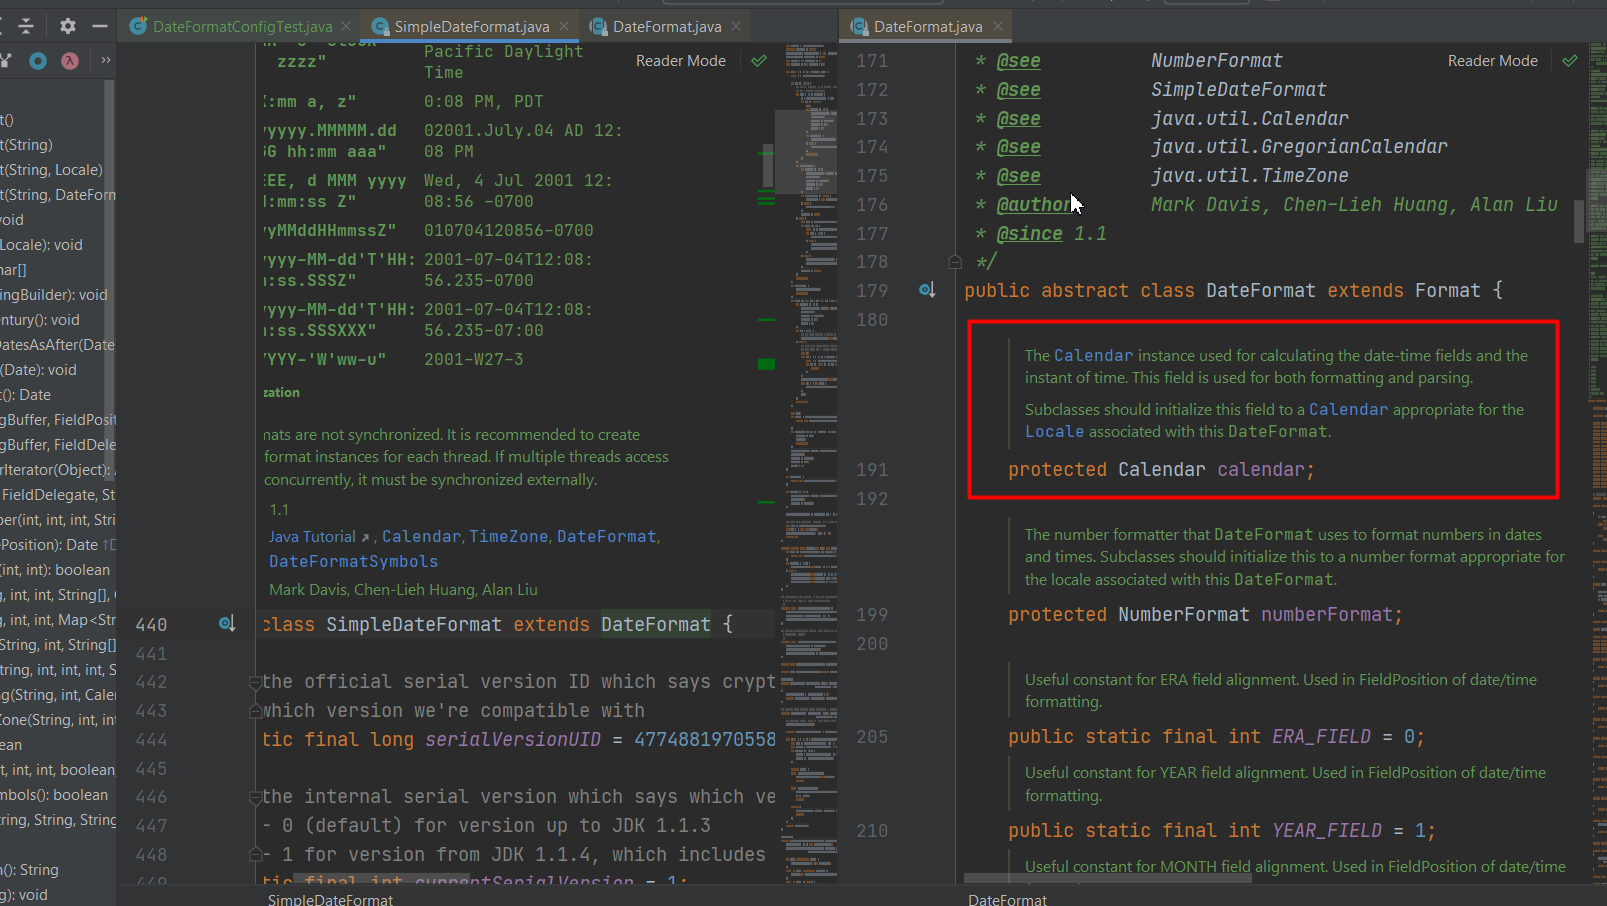 DateFormatConfigTest.java
SimpleDateFormat.java
DateFormat.java
DateFormat.java
t()
t(String)
t(String, Locale)
t(String, DateForm
void
Locale): void
nar[]
ingBuilder): void
entury(): void
DatesAsAfter(Date
(Date): void
t(): Date
gBuffer, FieldPosit
gBuffer, FieldDele
rIterator(Object):
FieldDelegate, St
ber(int, int, int, Stri
ePosition): Date
(int, int): boolean
g, int, int, String[],
g, int, int, Map<Str
String, int, String[]
tring, int, int, int, S
ng(String, int, Caler
Zone(String, int, int
ean
t, int, int, boolean,
mbols(): boolean
tring, String, String
n(): String
g): void
Reader Mode
zzzz"
Pacific Daylight
Time
K:mm a, z"
0:08 PM, PDT
yyyyy.MMMMM.dd
GG hh:mm aaa"
02001.July.04 AD 12:
08 PM
EEE, d MMM yyyy
H:mm:ss Z"
Wed, 4 Jul 2001 12:
08:56 -0700
yyMMddHHmmssZ"
010704120856-0700
yyyy-MM-dd'T'HH:
m:ss.SSSZ"
2001-07-04T12:08:
56.235-0700
yyyy-MM-dd'T'HH:
m:ss.SSSXXX"
2001-07-04T12:08:
56.235-07:00
YYYY-'W'ww-u"
2001-W27-3
zation
mats are not synchronized. It is recommended to create
format instances for each thread. If multiple threads access
concurrently, it must be synchronized externally.
1.1
Java Tutorial ↗, Calendar, TimeZone, DateFormat,
DateFormatSymbols
Mark Davis, Chen-Lieh Huang, Alan Liu
440 class SimpleDateFormat extends DateFormat {
441
442 the official serial version ID which says crypt
443 which version we're compatible with
444 tic final long serialVersionUID = 4774881970558
445
446 the internal serial version which says which ve
447 - 0 (default) for version up to JDK 1.1.3
448 - 1 for version from JDK 1.1.4, which includes
449 tic final int currentSerialVersion = 1;
SimpleDateFormat
Reader Mode
171 * @see NumberFormat
172 * @see SimpleDateFormat
173 * @see java.util.Calendar
174 * @see java.util.GregorianCalendar
175 * @see java.util.TimeZone
176 * @author Mark Davis, Chen-Lieh Huang, Alan Liu
177 * @since 1.1
178 */
179 public abstract class DateFormat extends Format {
180
The Calendar instance used for calculating the date-time fields and the
instant of time. This field is used for both formatting and parsing.
Subclasses should initialize this field to a Calendar appropriate for the
Locale associated with this DateFormat.
191 protected Calendar calendar;
192
The number formatter that DateFormat uses to format numbers in dates
and times. Subclasses should initialize this to a number format appropriate for
the locale associated with this DateFormat.
199 protected NumberFormat numberFormat;
200
Useful constant for ERA field alignment. Used in FieldPosition of date/time
formatting.
205 public static final int ERA_FIELD = 0;
Useful constant for YEAR field alignment. Used in FieldPosition of date/time
formatting.
210 public static final int YEAR_FIELD = 1;
Useful constant for MONTH field alignment. Used in FieldPosition of date/time
DateFormat